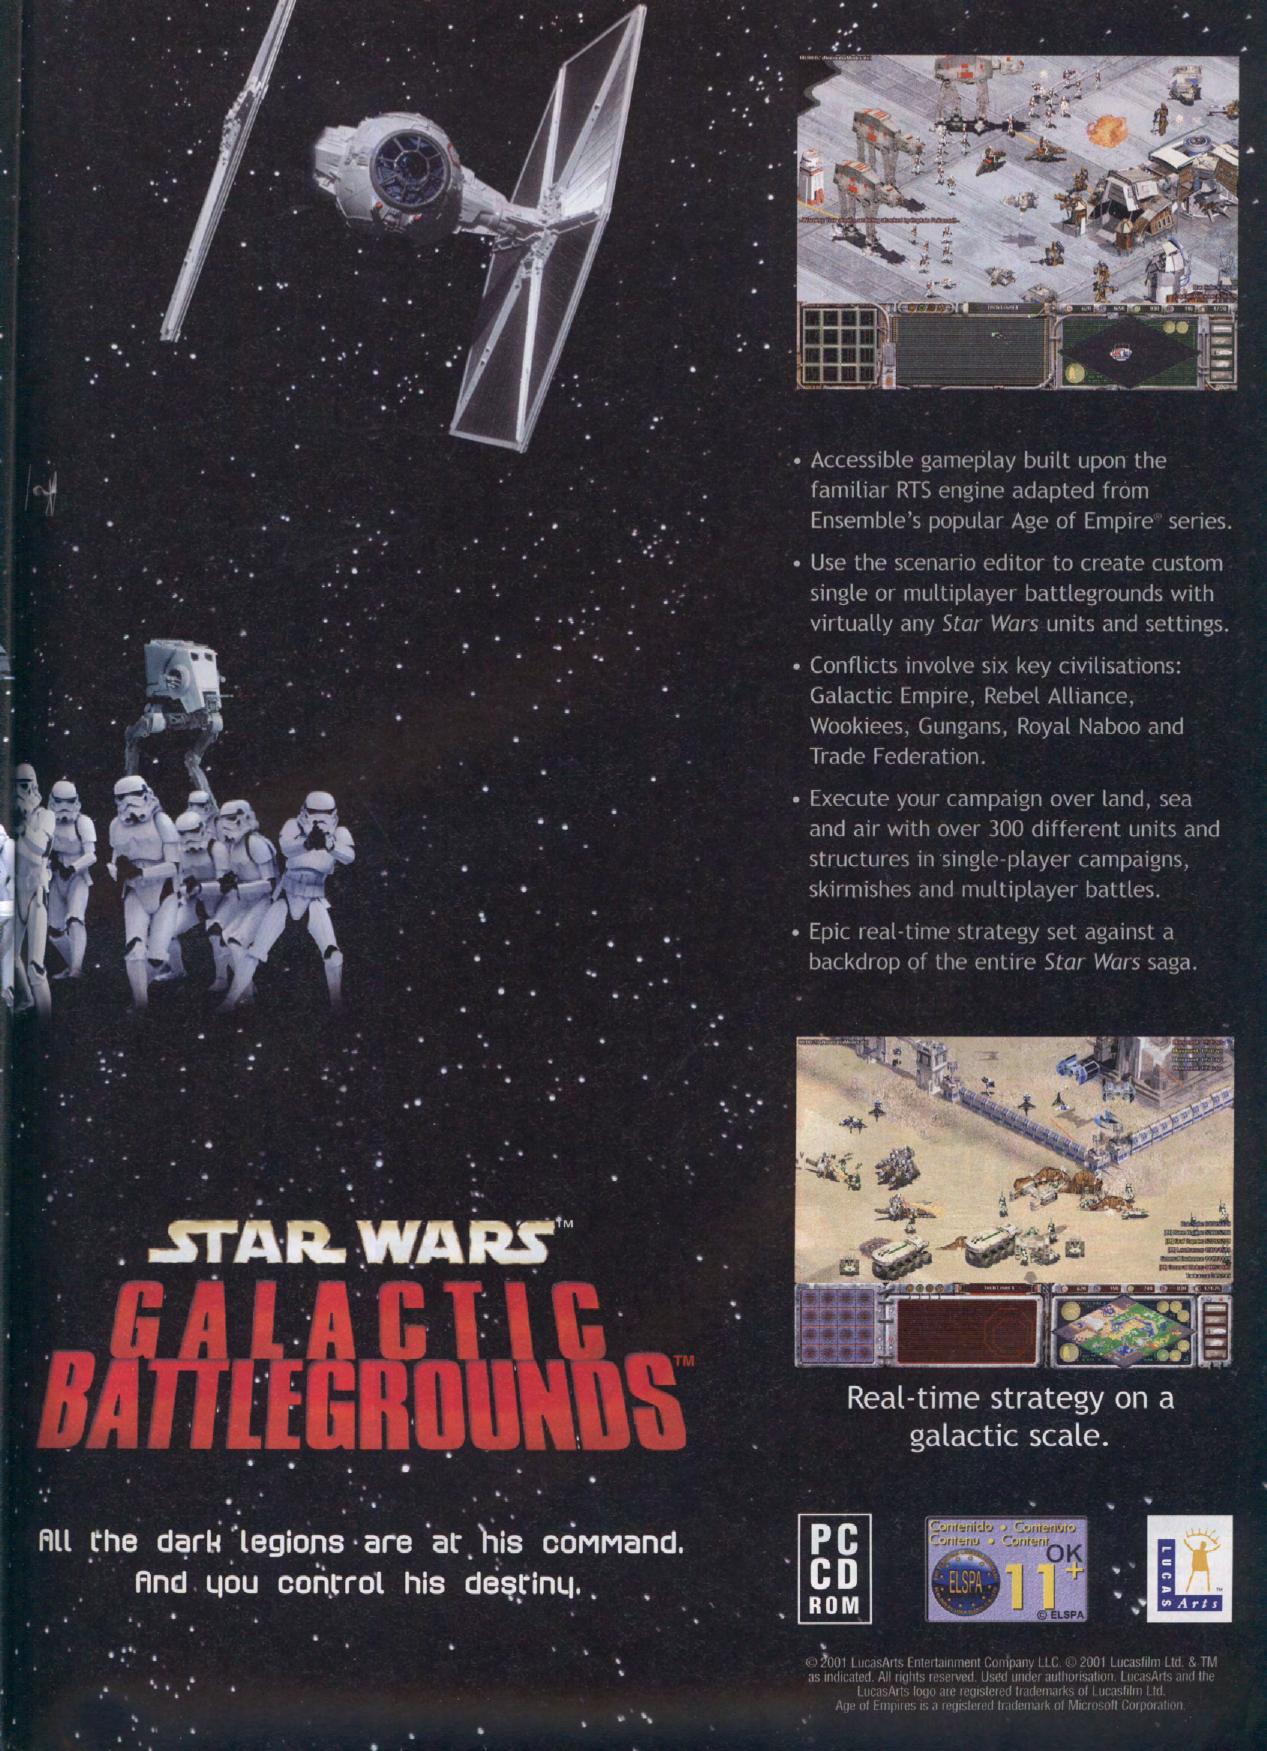 • Accessible gameplay built upon the
familiar RTS engine adapted from
Ensemble's popular Age of Empire® series.
• Use the scenario editor to create custom
single or multiplayer battlegrounds with
virtually any Star Wars units and settings.
• Conflicts involve six key civilisations:
Galactic Empire, Rebel Alliance,
Wookiees, Gungans, Royal Naboo and
Trade Federation.
• Execute your campaign over land, sea
and air with over 300 different units and
structures in single-player campaigns,
skirmishes and multiplayer battles.
• Epic real-time strategy set against a
backdrop of the entire Star Wars saga.
STAR WARS™
GALACTIC
BATTLEGROUNDS™
All the dark legions are at his command.
And you control his destiny.
Real-time strategy on a
galactic scale.
PC
CD
ROM
Contenido • Contenuto
Contenu • Content
OK
ELSPA
11+
© ELSPA
LUCAS
Arts™
© 2001 LucasArts Entertainment Company LLC. © 2001 Lucasfilm Ltd. & TM
as indicated. All rights reserved. Used under authorisation. LucasArts and the
LucasArts logo are registered trademarks of Lucasfilm Ltd.
Age of Empires is a registered trademark of Microsoft Corporation.